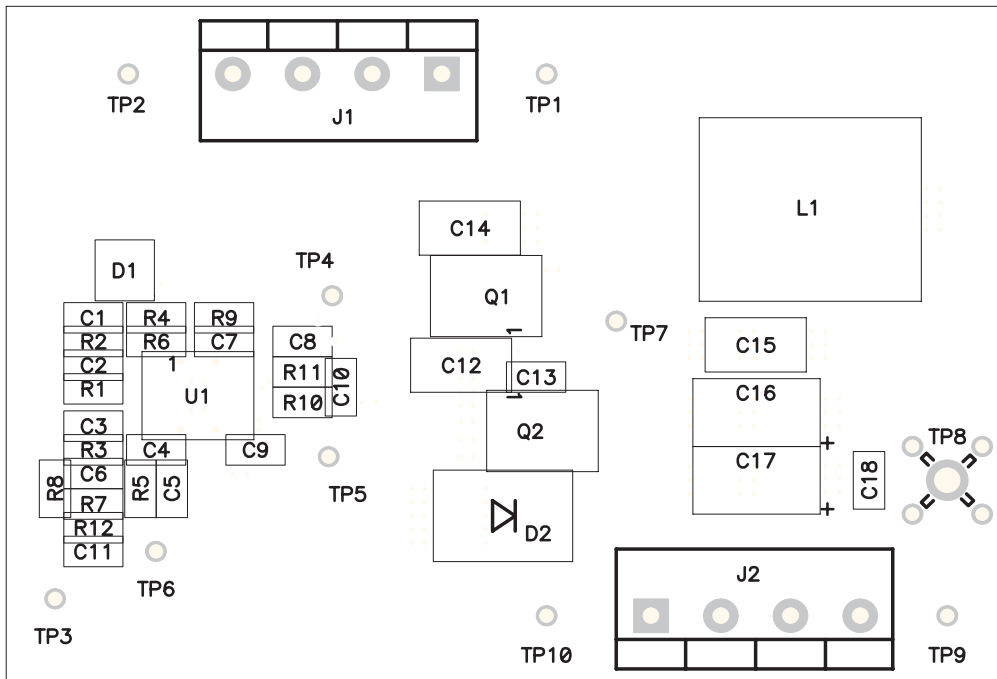 TP2
J1
TP1
L1
C14
D1
TP4
Q1
1
TP7
C1
R4
R9
R2
R6
C7
C8
C15
C2
1
R11
C10
C12
C13
R1
U1
R10
1
C16
C3
Q2
R3
C4
C9
+
TP8
C6
R8
R5
C5
TP5
C17
C18
R7
+
R12
D2
C11
TP6
J2
TP3
TP10
TP9